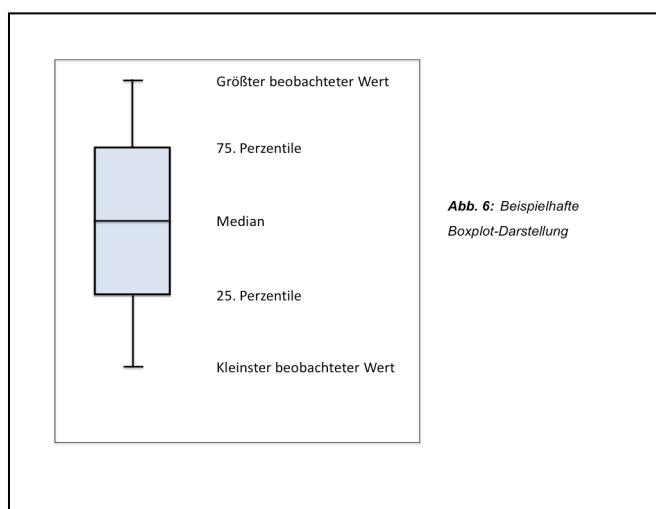 Größter beobachteter Wert
75. Perzentile
Median
25. Perzentile
Kleinster beobachteter Wert
Abb. 6: Beispielhafte
Boxplot-Darstellung